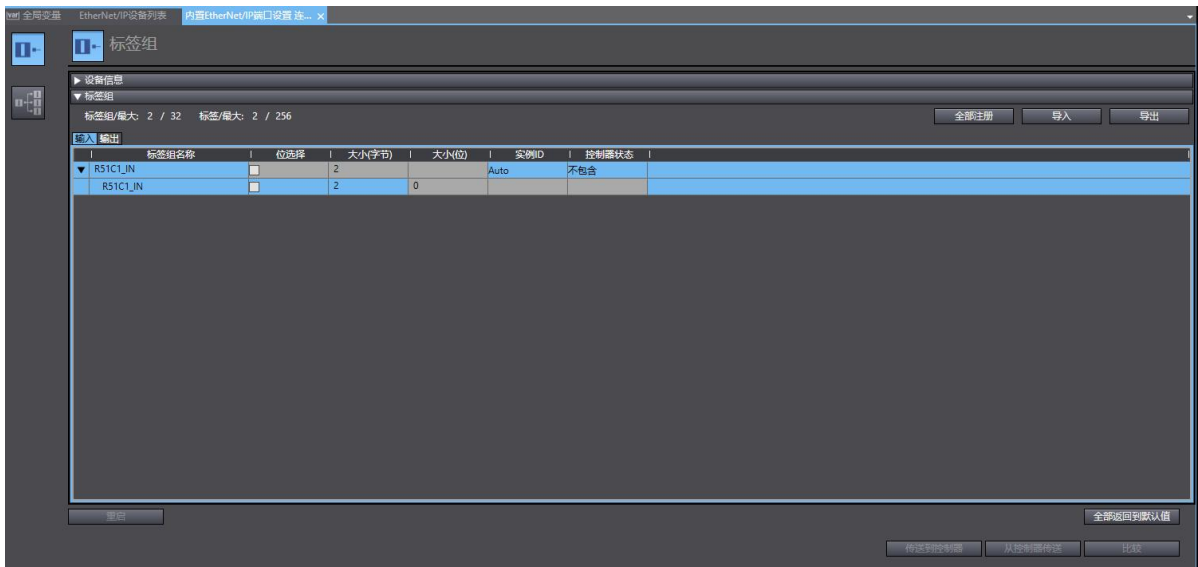 全局变量 EtherNet/IP设备列表 内置EtherNet/IP端口设置 连... x
标签组
设备信息
标签组
标签组/最大: 2 / 32 标签/最大: 2 / 256 全部注册 导入 导出
输入 输出
标签组名称 位选择 大小(字节) 大小(位) 实例ID 控制器状态
R51C1_IN 2 Auto 不包含
R51C1_IN 2 0
重启 全部返回到默认值
传送到控制器 从控制器传送 比较